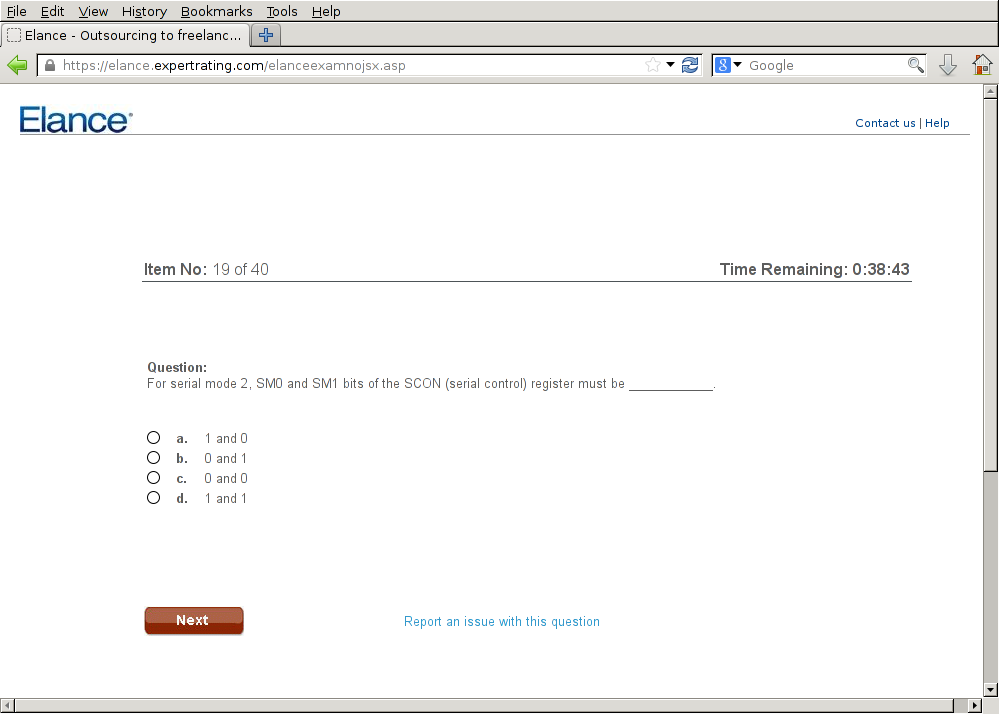 File Edit View History Bookmarks Tools Help
Elance - Outsourcing to freelanc...
https://elance.expertrating.com/elanceexamnojsx.asp
8 Google
Elance
Contact us | Help
Item No: 19 of 40
Time Remaining: 0:38:43
Question:
For serial mode 2, SM0 and SM1 bits of the SCON (serial control) register must be ____________.
a. 1 and 0
b. 0 and 1
c. 0 and 0
d. 1 and 1
Next
Report an issue with this question